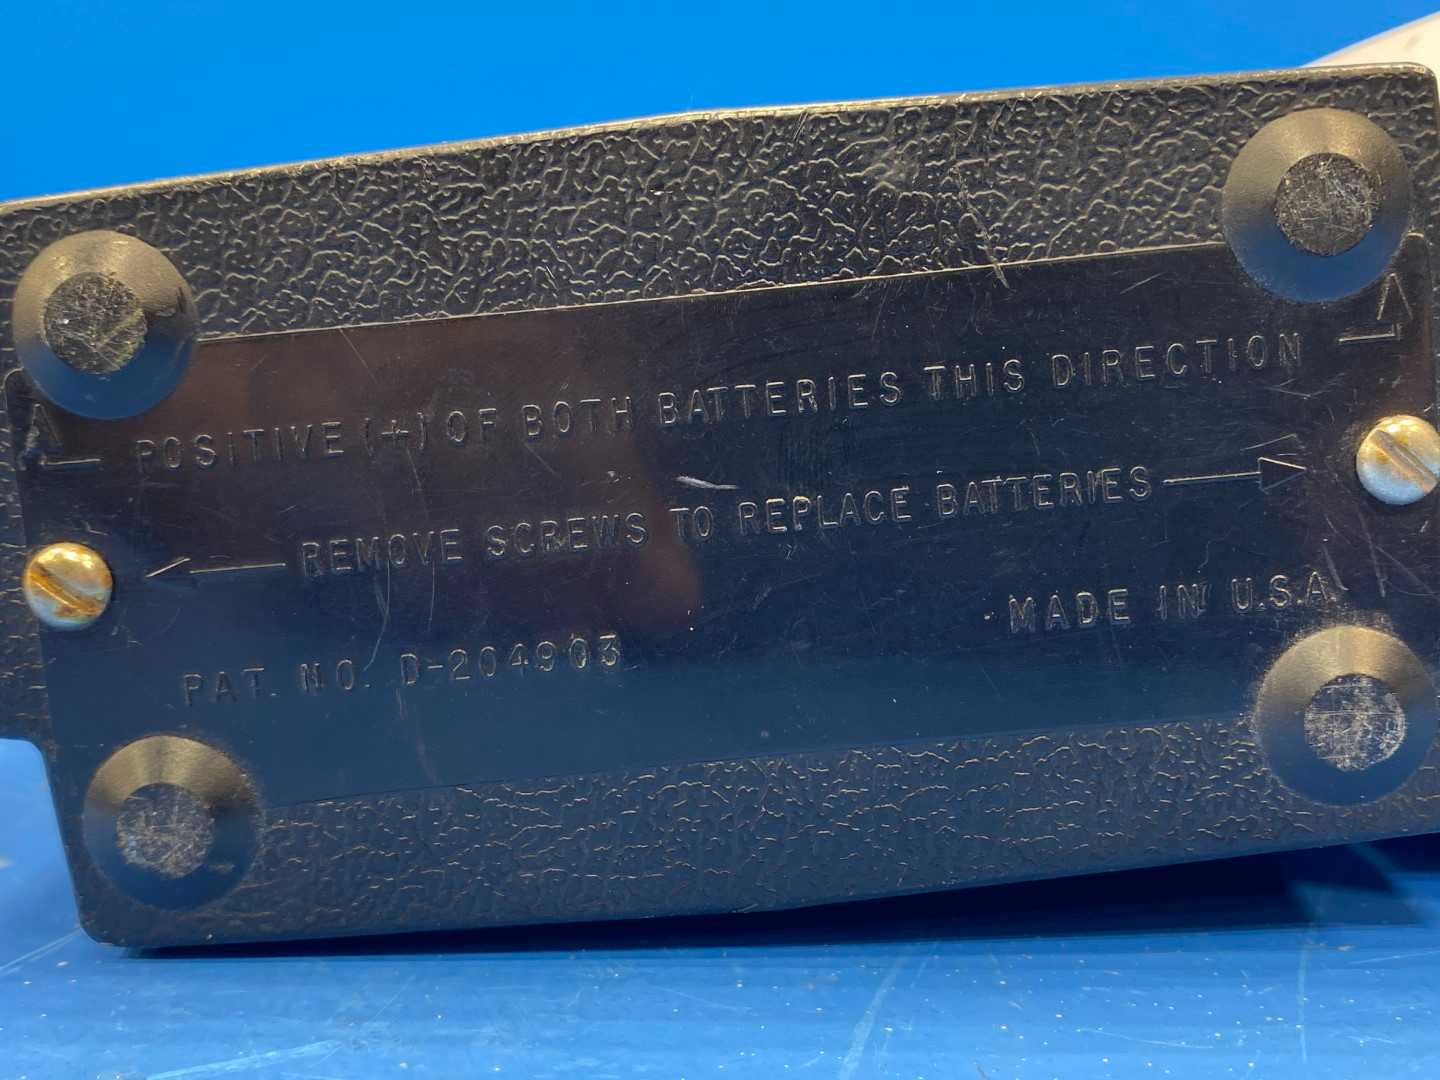 POSITIVE (+) OF BOTH BATTERIES THIS DIRECTION
REMOVE SCREWS TO REPLACE BATTERIES
MADE IN U.S.A
PAT. NO. D-204903